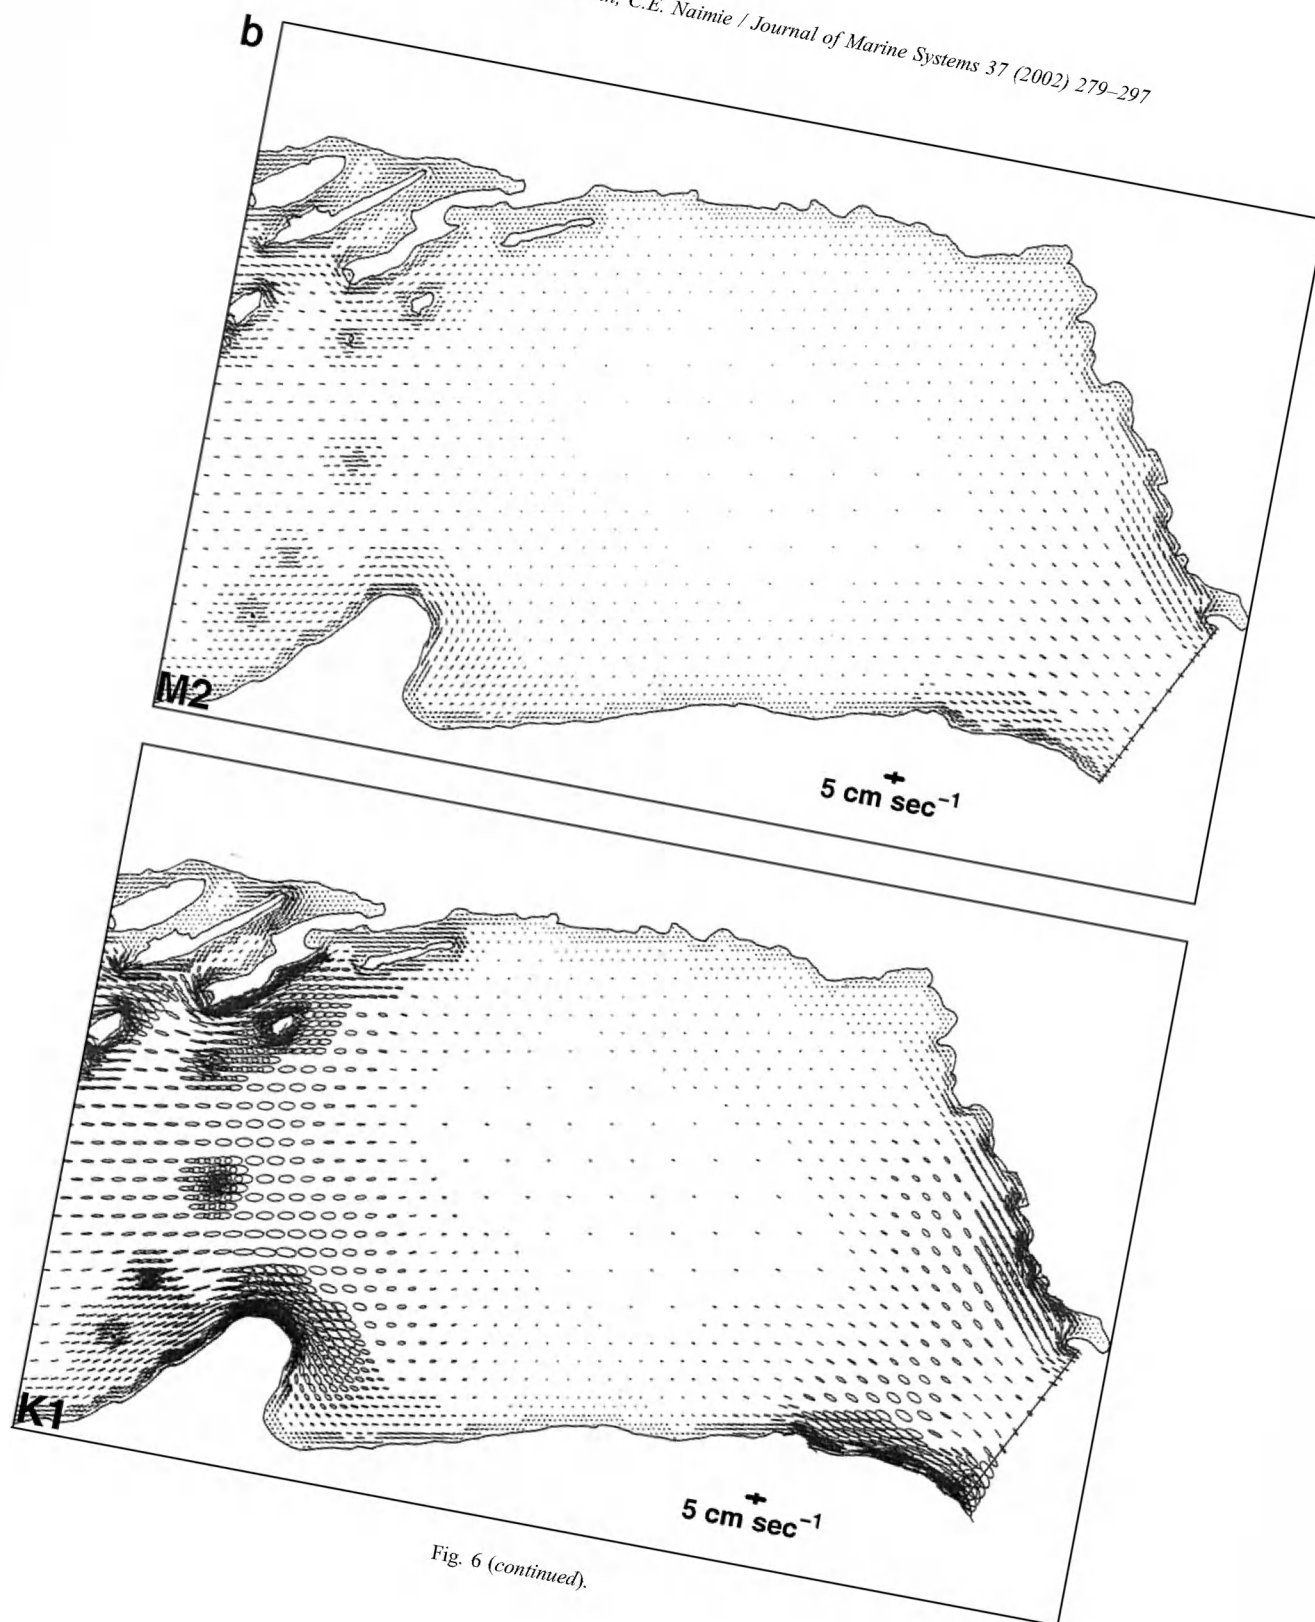 C.E. Naimie / Journal of Marine Systems 37 (2002) 279–297
b
M2
5 cm sec⁻¹
K1
5 cm sec⁻¹
Fig. 6 (continued).